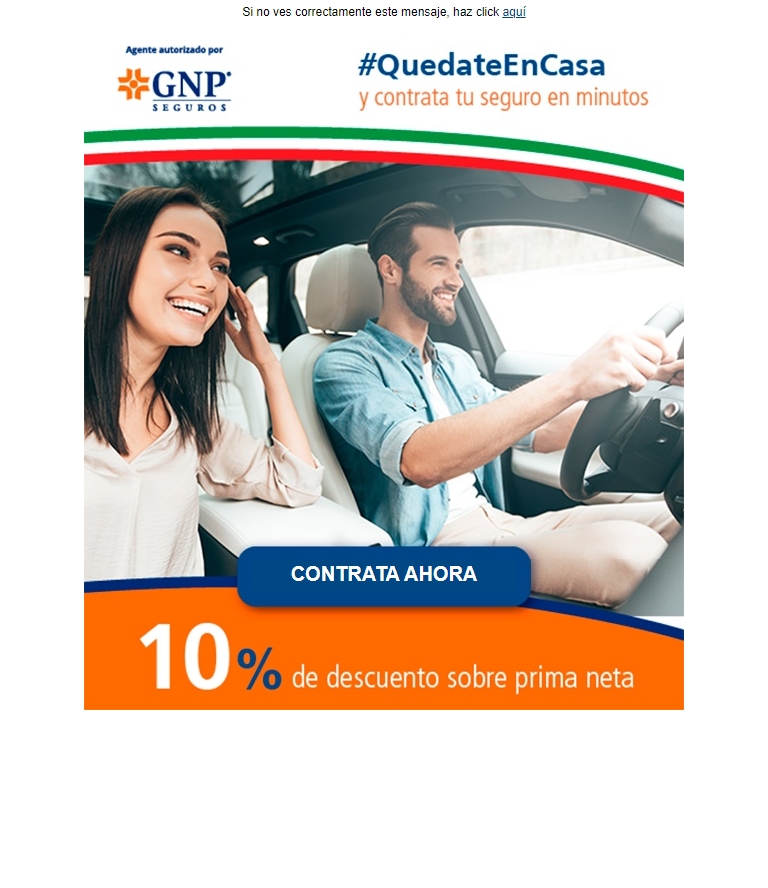 Si no ves correctamente este mensaje, haz click aquí
Agente autorizado por
GNP
SEGUROS
#QuedateEnCasa
y contrata tu seguro en minutos
CONTRATA AHORA
10% de descuento sobre prima neta